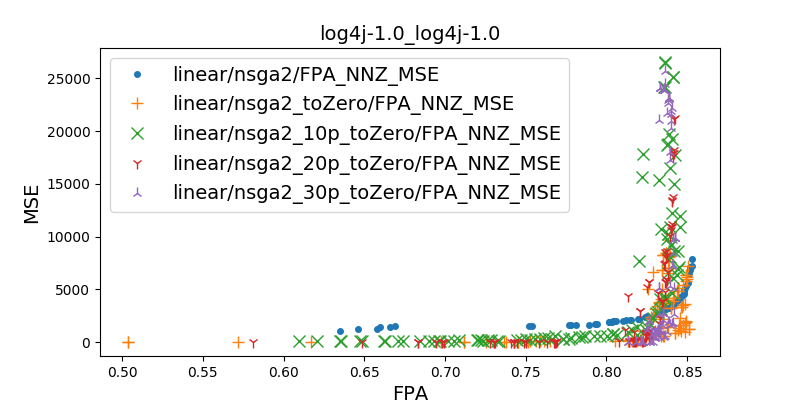 log4j-1.0_log4j-1.0
linear/nsga2/FPA_NNZ_MSE
linear/nsga2_toZero/FPA_NNZ_MSE
linear/nsga2_10p_toZero/FPA_NNZ_MSE
linear/nsga2_20p_toZero/FPA_NNZ_MSE
linear/nsga2_30p_toZero/FPA_NNZ_MSE
MSE
25000
20000
15000
10000
5000
0
0.50 0.55 0.60 0.65 0.70 0.75 0.80 0.85
FPA